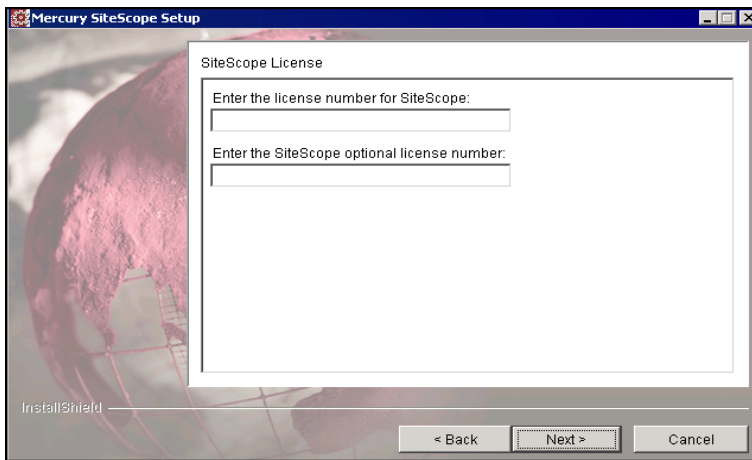 Mercury SiteScope Setup
SiteScope License
Enter the license number for SiteScope:
Enter the SiteScope optional license number:
InstallShield
< Back
Next >
Cancel